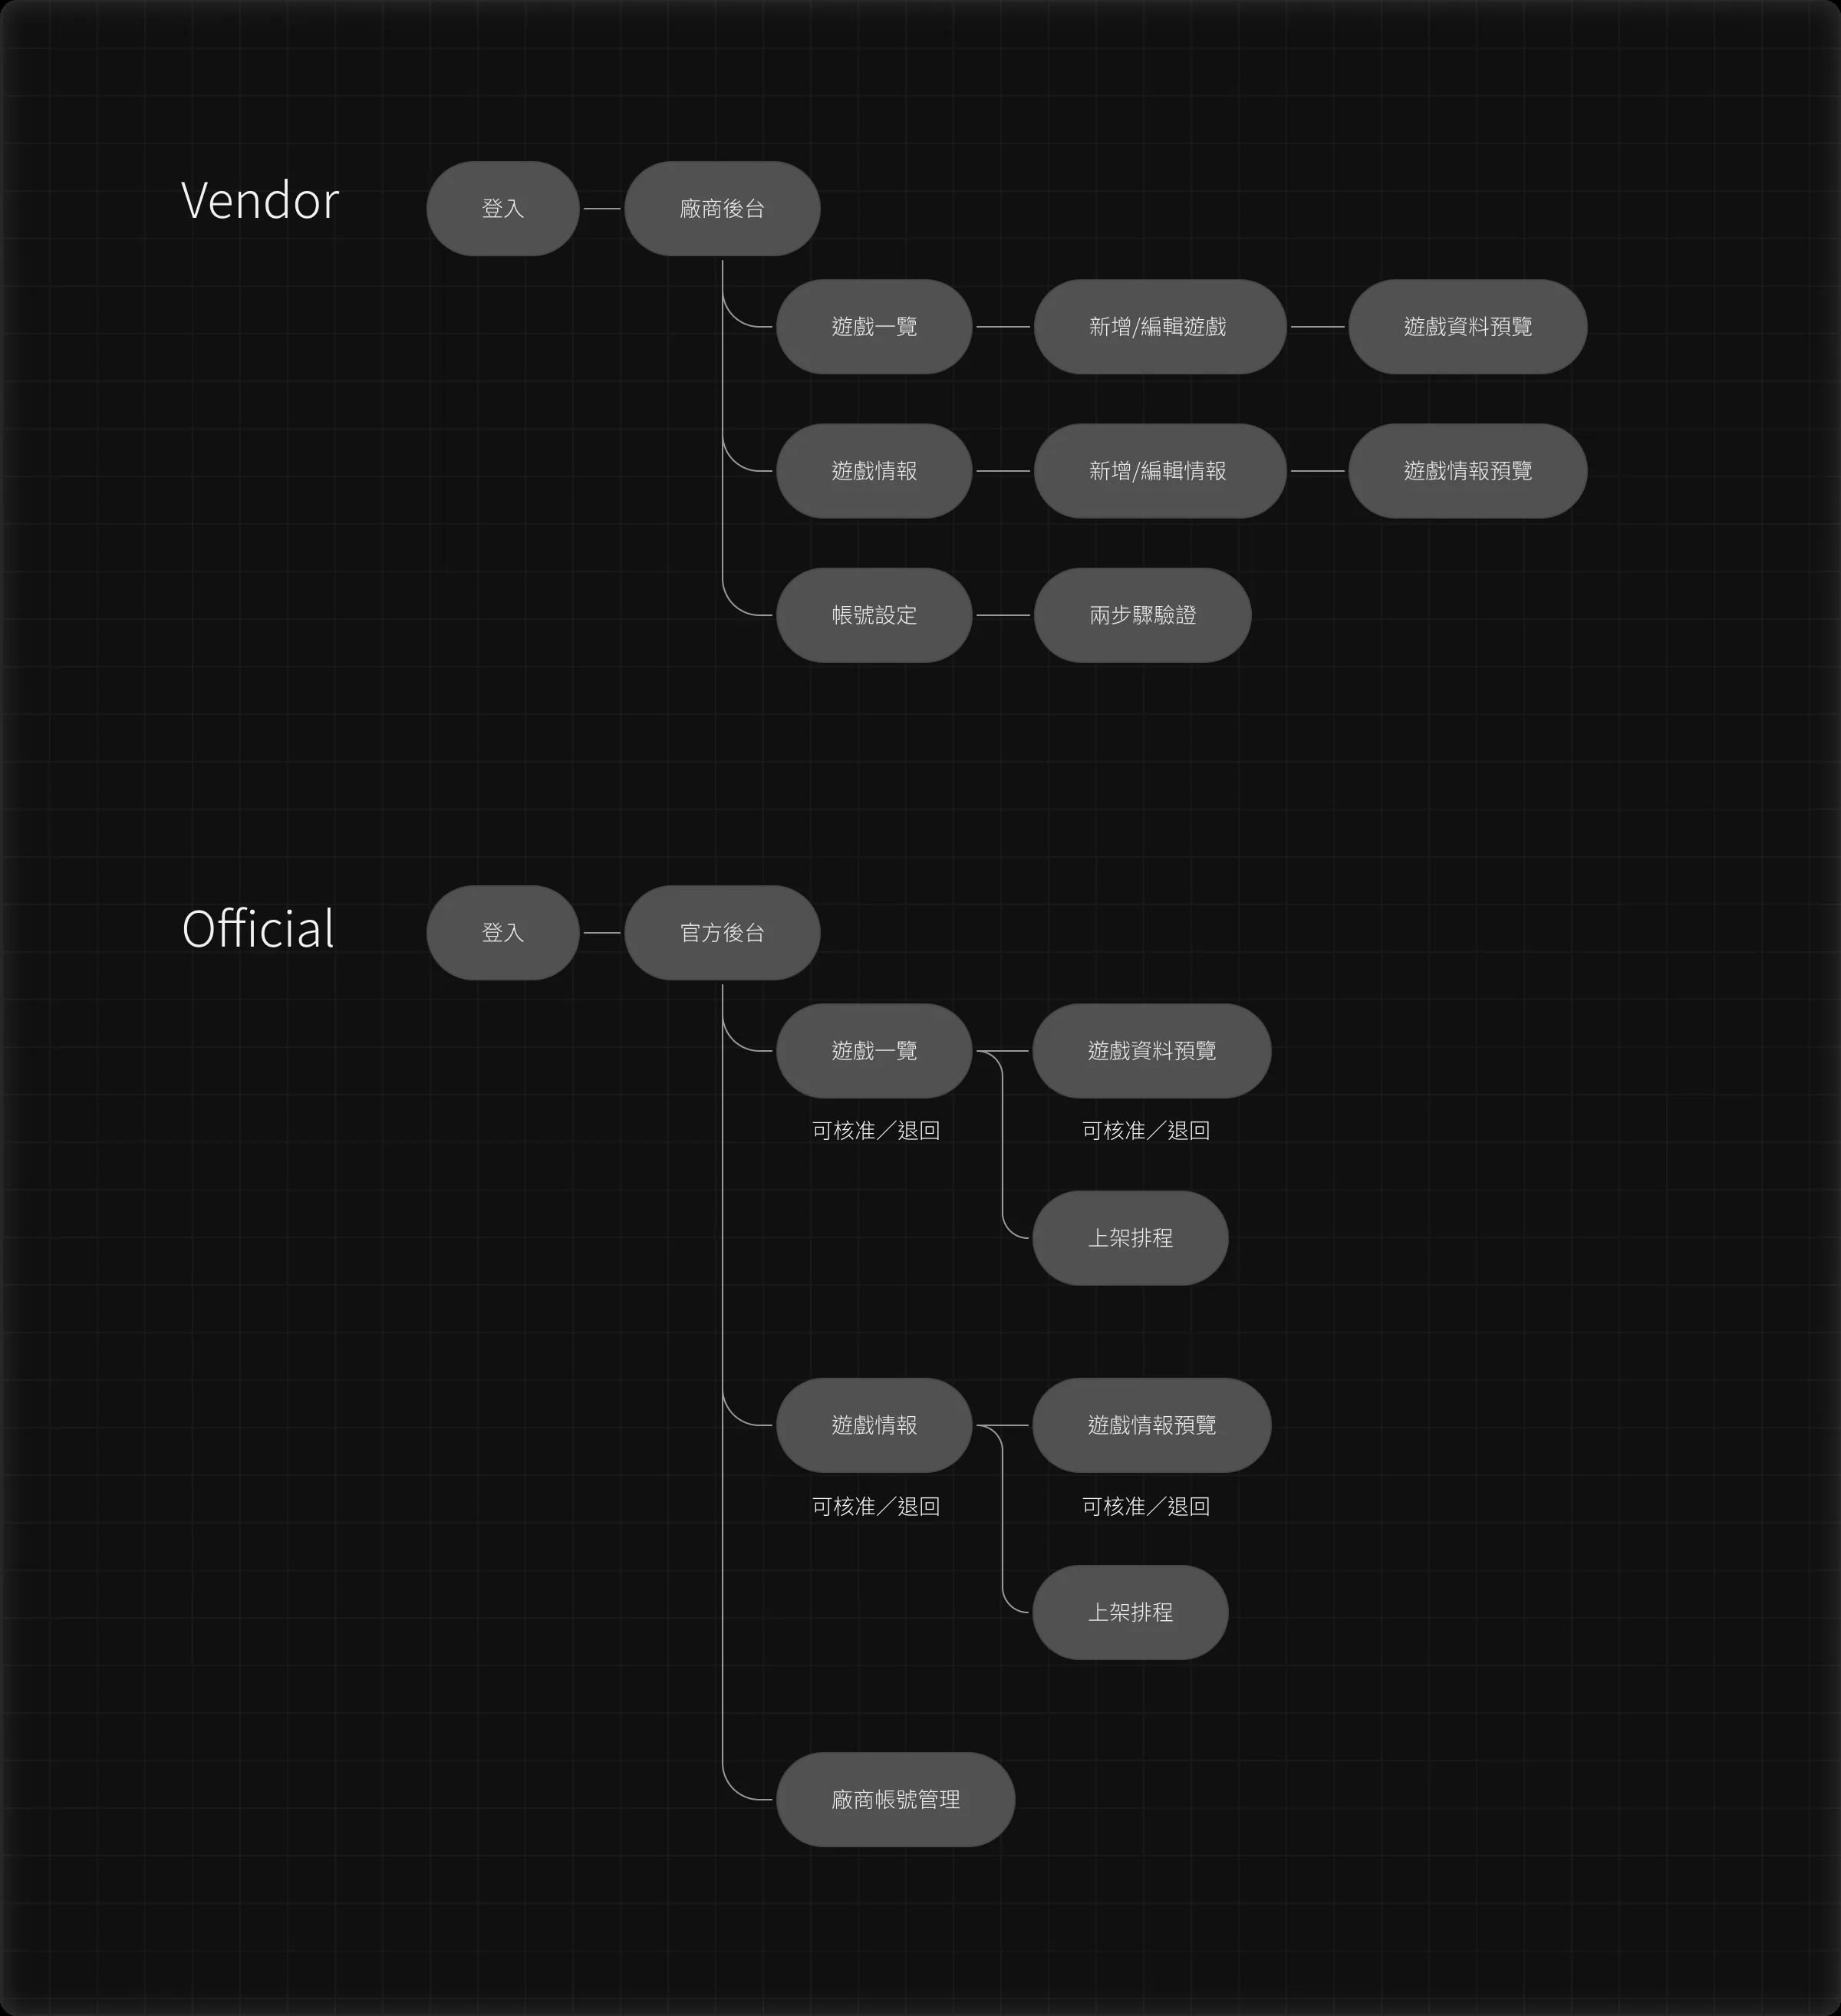 Vendor
登入
廠商後台
遊戲一覽
新增/編輯遊戲
遊戲資料預覽
遊戲情報
新增/編輯情報
遊戲情報預覽
帳號設定
兩步驟驗證
Official
登入
官方後台
遊戲一覽
遊戲資料預覽
可核准／退回
可核准／退回
上架排程
遊戲情報
遊戲情報預覽
可核准／退回
可核准／退回
上架排程
廠商帳號管理